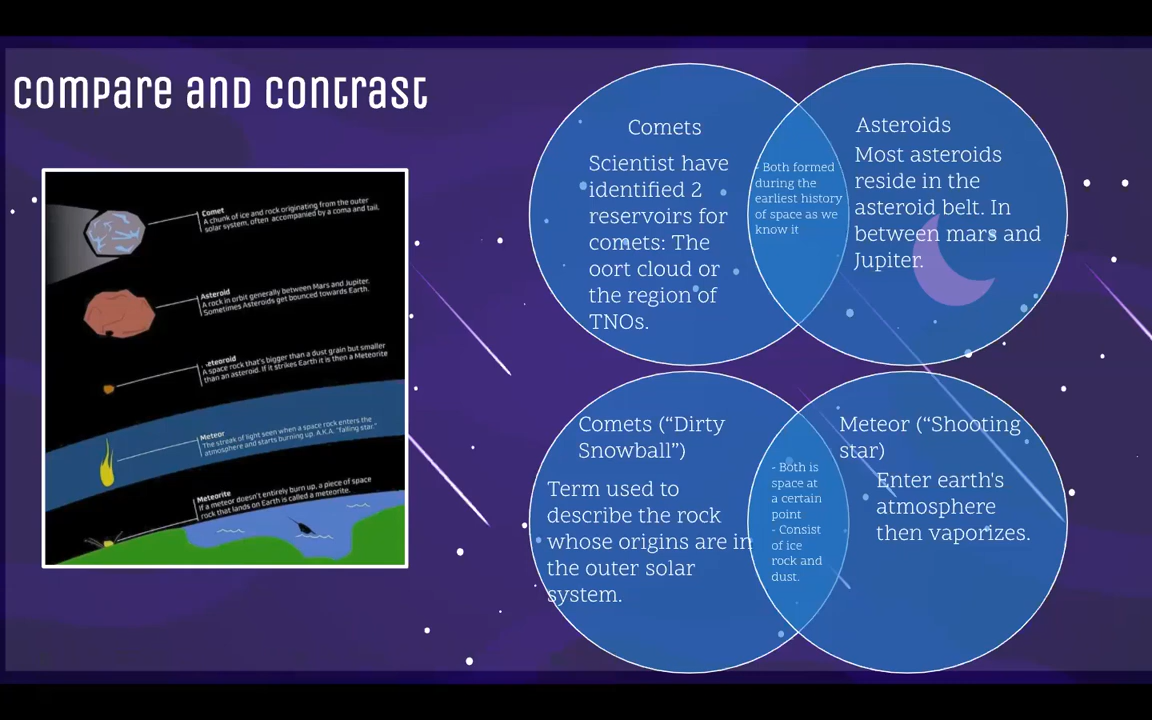 compare and contrast
Comet
A chunk of ice and rock originating from the outer
solar system, often accompanied by a coma and tail.
Asteroid
A rock in orbit generally between Mars and Jupiter.
Sometimes Asteroids get bounced towards Earth.
A space rock that's bigger than a dust grain but smaller
than an asteroid. If it strikes Earth it is then a Meteorite
Meteor
The streak of light seen when a space rock enters the
atmosphere and starts burning up. A.K.A. "falling star."
Meteorite
If a meteor doesn't entirely burn up, a piece of space
rock that lands on Earth is called a meteorite.
Comets
Scientist have
identified 2
reservoirs for
comets: The
oort cloud or
the region of
TNOs.
- Both formed
during the
earliest history
of space as we
know it
Asteroids
Most asteroids
reside in the
asteroid belt. In
between mars and
Jupiter.
Comets (“Dirty
Snowball”)
Term used to
describe the rock
whose origins are in
the outer solar
system.
- Both is
space at
a certain
point
- Consist
of ice
rock and
dust.
Meteor (“Shooting
star)
Enter earth's
atmosphere
then vaporizes.